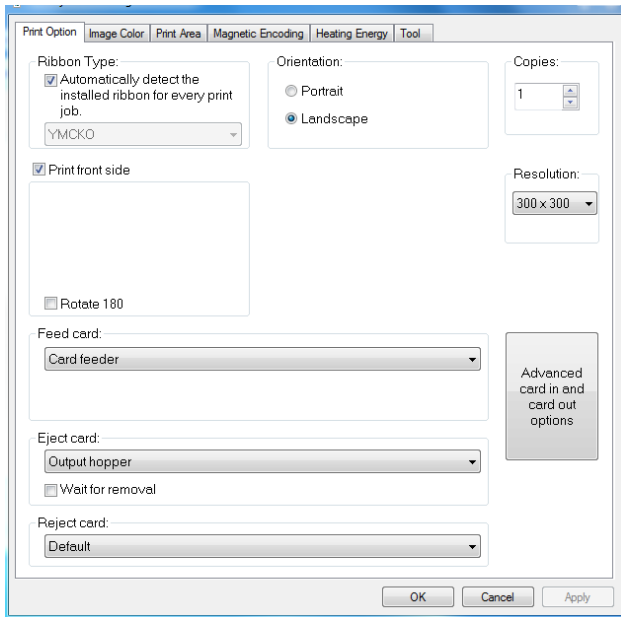 Print Option Image Color Print Area Magnetic Encoding Heating Energy Tool
Ribbon Type:
Automatically detect the
installed ribbon for every print
job.
YMCKO
Orientation:
Portrait
Landscape
Copies:
1
Print front side
Rotate 180
Resolution:
300 x 300
Feed card:
Card feeder
Advanced
card in and
card out
options
Eject card:
Output hopper
Wait for removal
Reject card:
Default
OK Cancel Apply